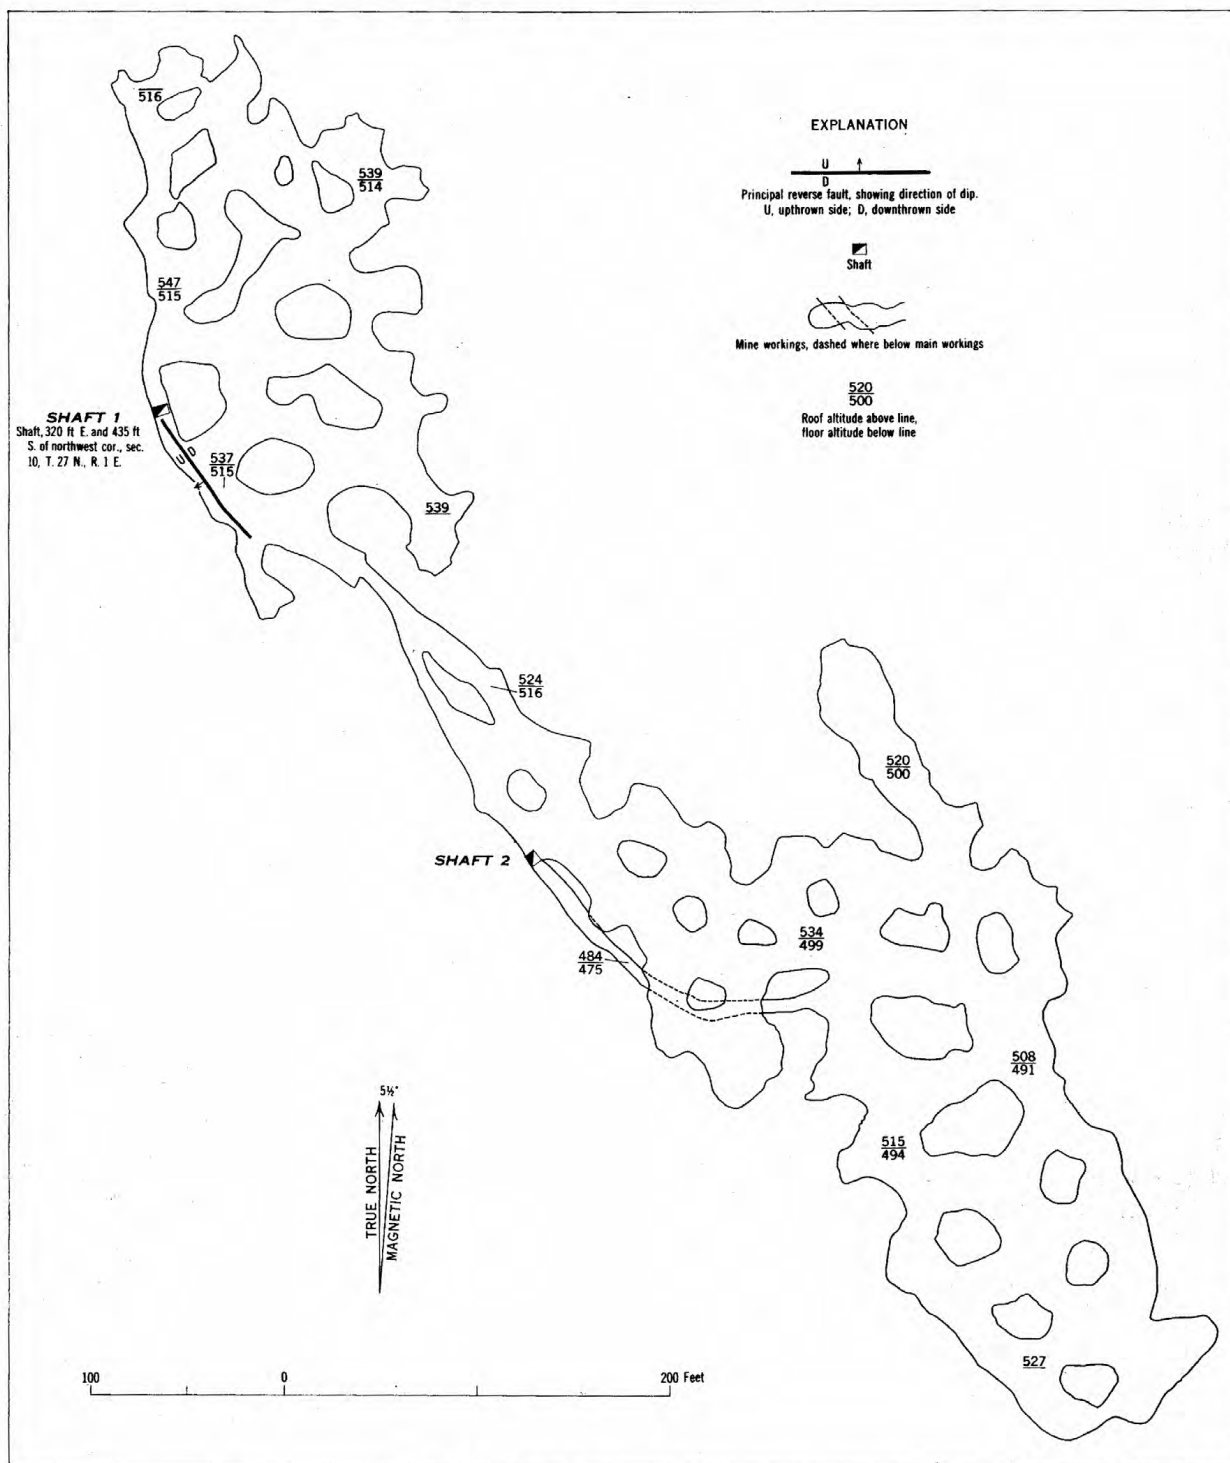 516
539
514
547
515
SHAFT 1
Shaft, 320 ft E. and 435 ft
S. of northwest cor., sec.
10, T. 27 N., R. 1 E.
D
U
537
515
539
EXPLANATION
U
D
Principal reverse fault, showing direction of dip.
U, upthrown side; D, downthrown side
Shaft
Mine workings, dashed where below main workings
520
500
Roof altitude above line,
floor altitude below line
524
516
520
500
SHAFT 2
534
499
484
475
508
491
515
494
527
5½°
TRUE NORTH
MAGNETIC NORTH
100 0 200 Feet